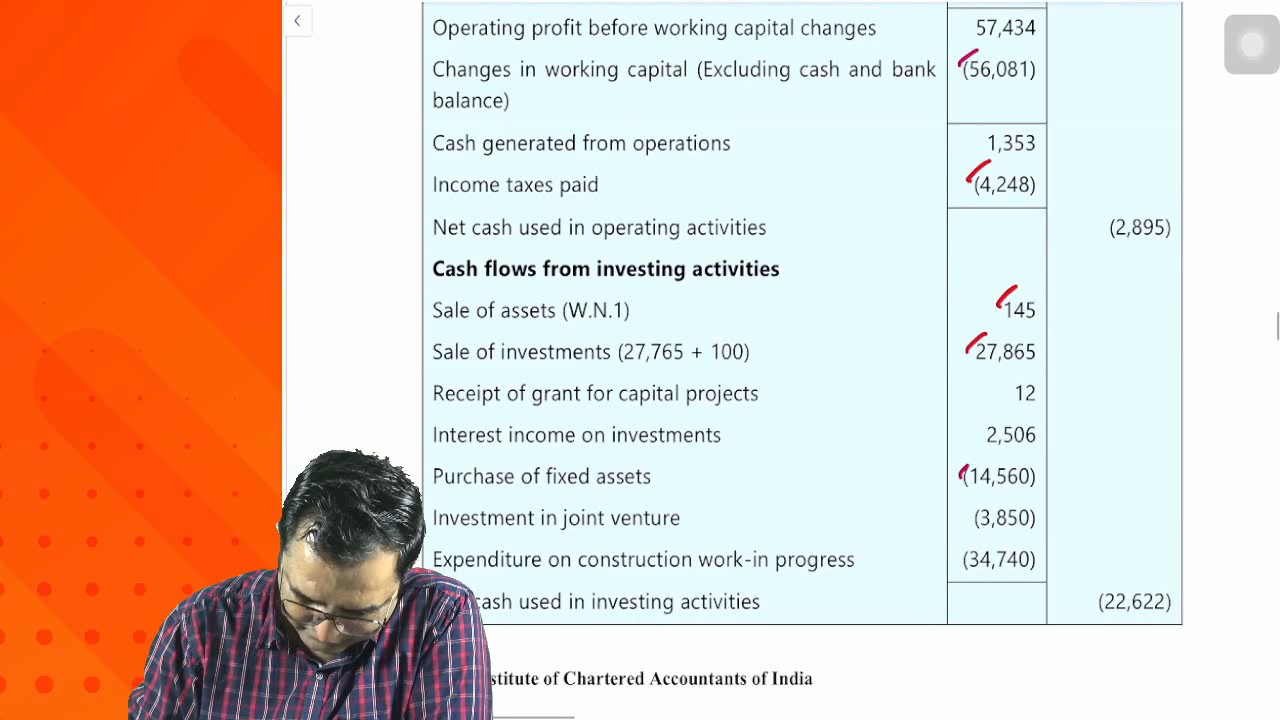 Operating profit before working capital changes 57,434
Changes in working capital (Excluding cash and bank (56,081)
balance)
Cash generated from operations 1,353
Income taxes paid (4,248)
Net cash used in operating activities (2,895)
Cash flows from investing activities
Sale of assets (W.N.1) 145
Sale of investments (27,765 + 100) 27,865
Receipt of grant for capital projects 12
Interest income on investments 2,506
Purchase of fixed assets (14,560)
Investment in joint venture (3,850)
Expenditure on construction work-in progress (34,740)
cash used in investing activities (22,622)
stitute of Chartered Accountants of India